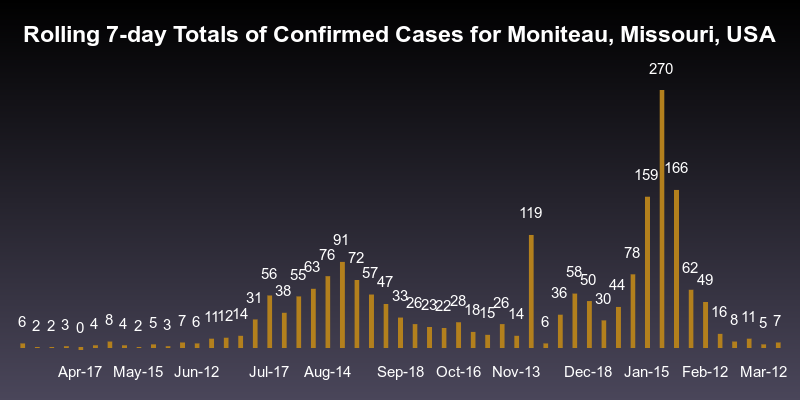 Rolling 7-day Totals of Confirmed Cases for Moniteau, Missouri, USA
6 2 2 3 0 4 8 4 2 5 3 7 6 11 12 14 31 56 38 55 63 76 91 72 57 47 33 26 23 22 28 18 15 26 14 119 6 36 58 50 30 44 78 159 270 166 62 49 16 8 11 5 7
Apr-17 May-15 Jun-12 Jul-17 Aug-14 Sep-18 Oct-16 Nov-13 Dec-18 Jan-15 Feb-12 Mar-12